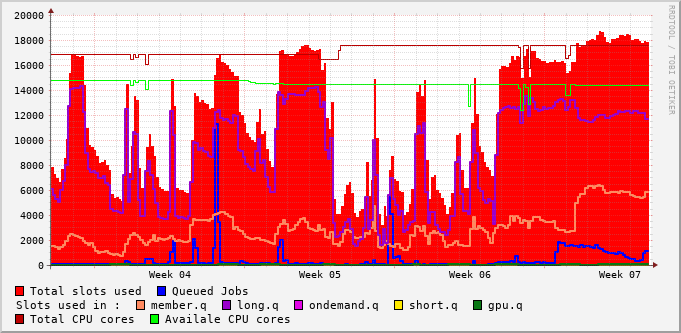 20000
18000
16000
14000
12000
10000
8000
6000
4000
2000
0
Week 04 Week 05 Week 06 Week 07
RRDTOOL / TOBI OETIKER
Total slots used Queued Jobs
Slots used in : member.q long.q ondemand.q short.q gpu.q
Total CPU cores Availale CPU cores